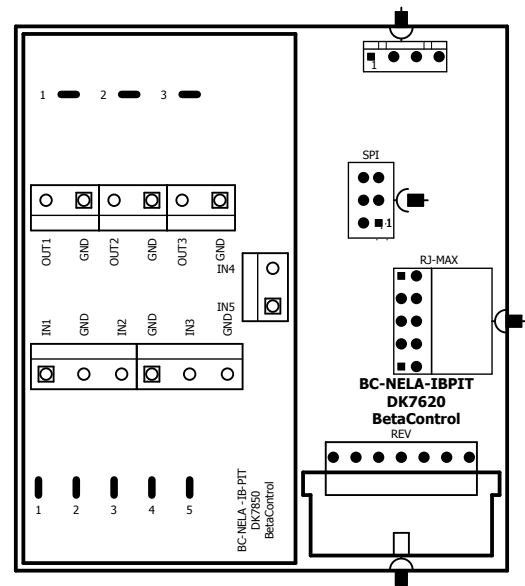 1
1 2 3
SPI
1
OUT1 GND OUT2 GND OUT3 GND
IN4
RJ-MAX
IN5
IN1 GND IN2 GND IN3 GND
BC-NELA-IBPIT
DK7620
BetaControl
REV
BC-NELA -IB-PIT
DK7850
BetaControl
1 2 3 4 5